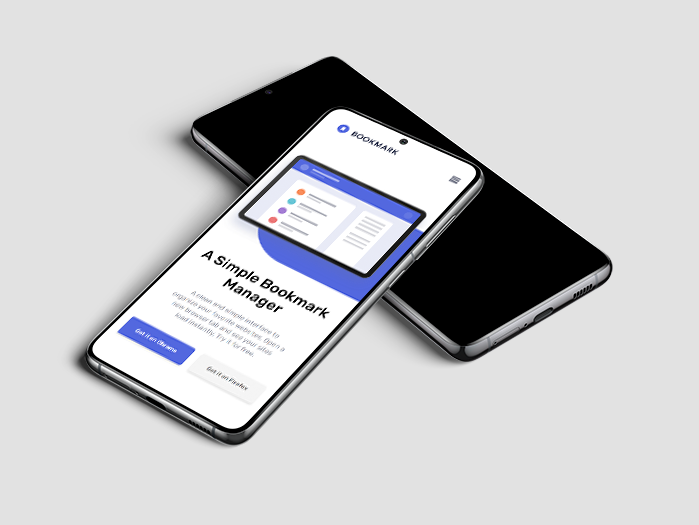 BOOKMARK
A Simple Bookmark
Manager
A clean and simple interface to
organize your favorite websites. Open a
new browser tab and see your sites
load instantly. Try it for free.
Get it on Chrome
Get it on Firefox